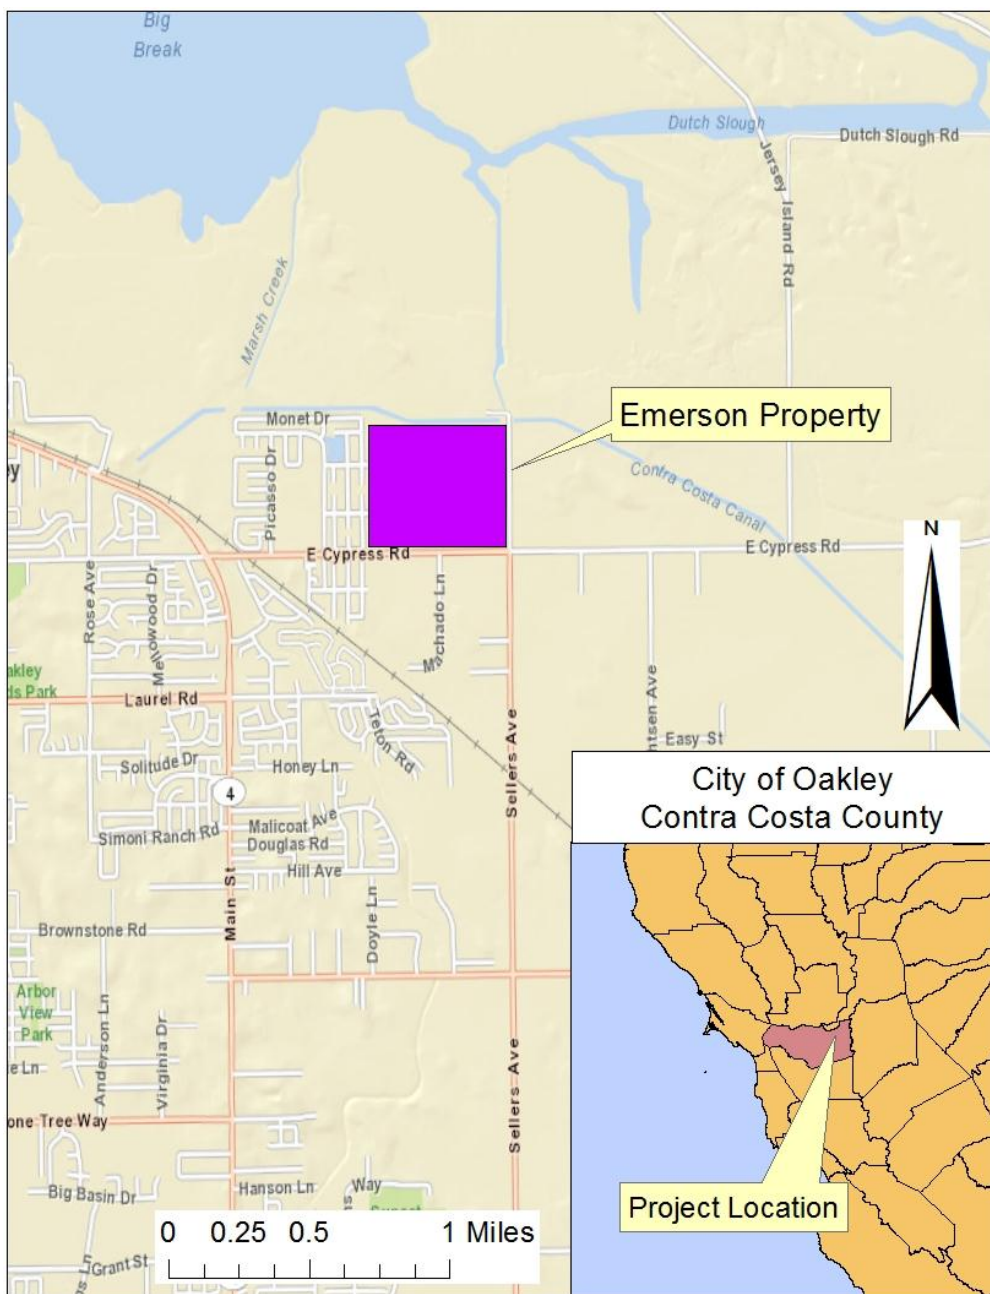 Big
Break
Dutch Slough
Dutch Slough Rd
Jersey Island Rd
Marsh Creek
Monet Dr
Emerson Property
Picasso Dr
Contra Costa Canal
E Cypress Rd
E Cypress Rd
N
Rose Ave
Mellowood Dr
Machado Ln
Park
Laurel Rd
Teton Rd
Sellers Ave
Easy St
Solitude Dr
Honey Ln
4
City of Oakley
Contra Costa County
Simoni Ranch Rd
Malicoat Ave
Douglas Rd
Hill Ave
Main St
Doyle Ln
Brownstone Rd
Arbor
View
Park
Anderson Ln
Virginia Dr
Sellers Ave
Ln
Tree Way
Big Basin Dr
Hanson Ln
Way
Project Location
0 0.25 0.5 1 Miles
Grant St
Ln